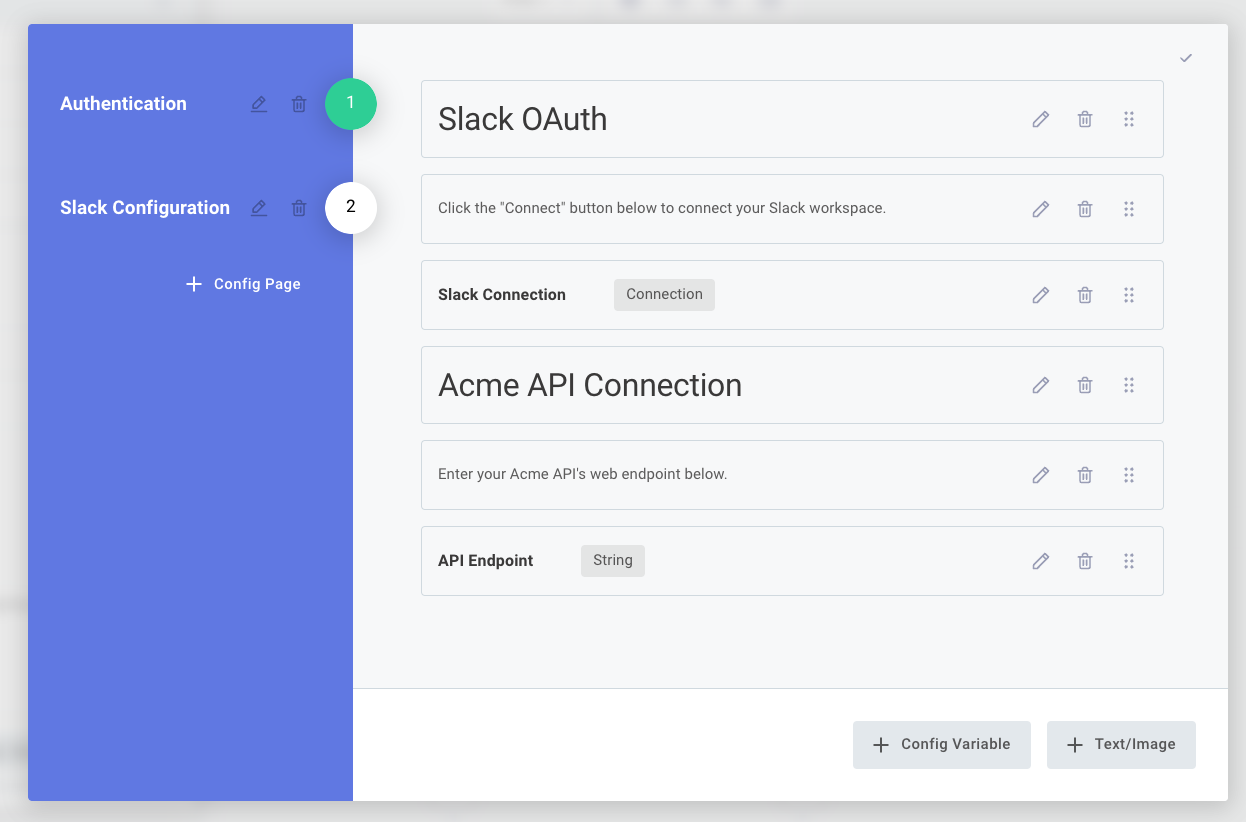 Authentication
1
Slack Configuration
2
Config Page
Slack OAuth
Click the "Connect" button below to connect your Slack workspace.
Slack Connection Connection
Acme API Connection
Enter your Acme API's web endpoint below.
API Endpoint String
Config Variable
Text/Image